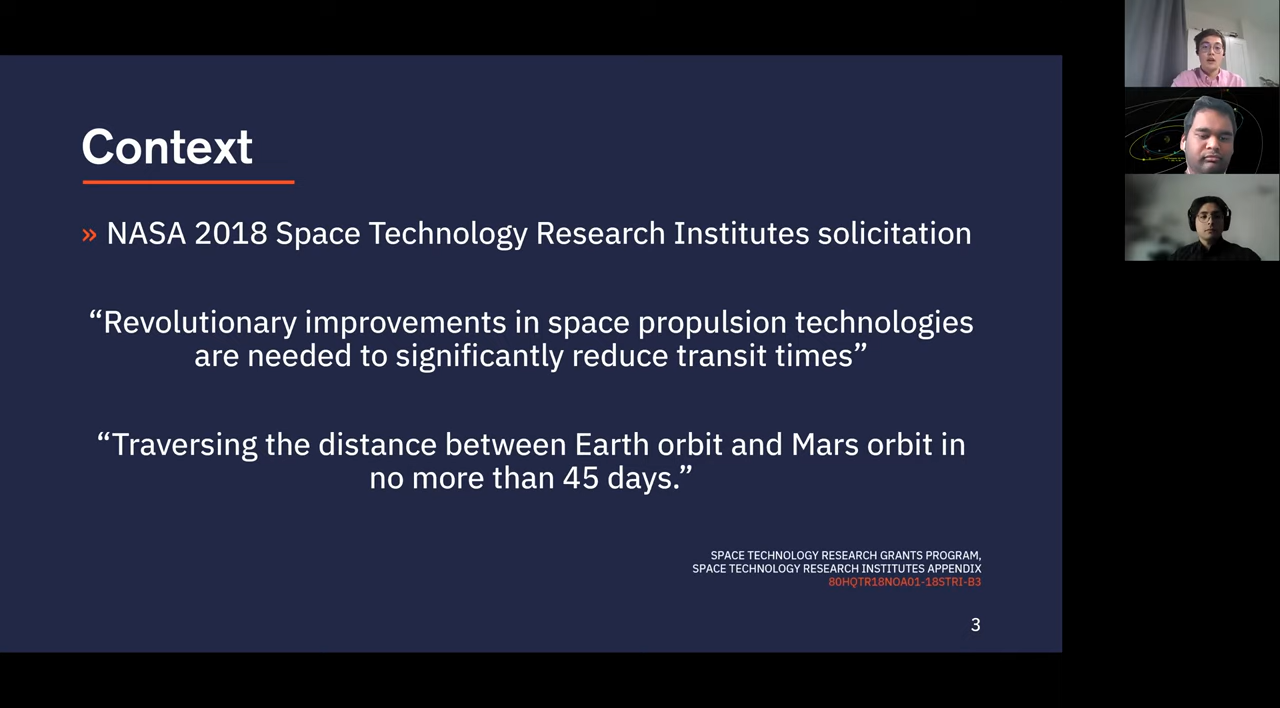 Context
» NASA 2018 Space Technology Research Institutes solicitation
“Revolutionary improvements in space propulsion technologies
are needed to significantly reduce transit times”
“Traversing the distance between Earth orbit and Mars orbit in
no more than 45 days.”
SPACE TECHNOLOGY RESEARCH GRANTS PROGRAM,
SPACE TECHNOLOGY RESEARCH INSTITUTES APPENDIX
80HQTR18NOA01-18STRI-B3
3